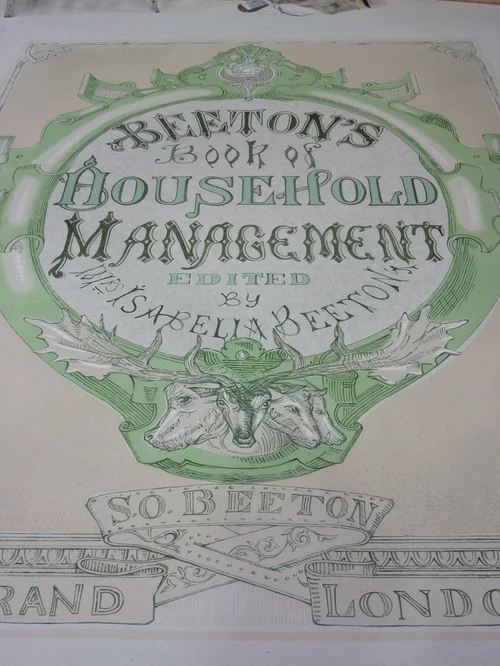 BEETON'S
Book of
HOUSEHOLD
MANAGEMENT
EDITED
BY
MRS ISABELLA BEETON.
S.O. BEETON
RAND LONDO